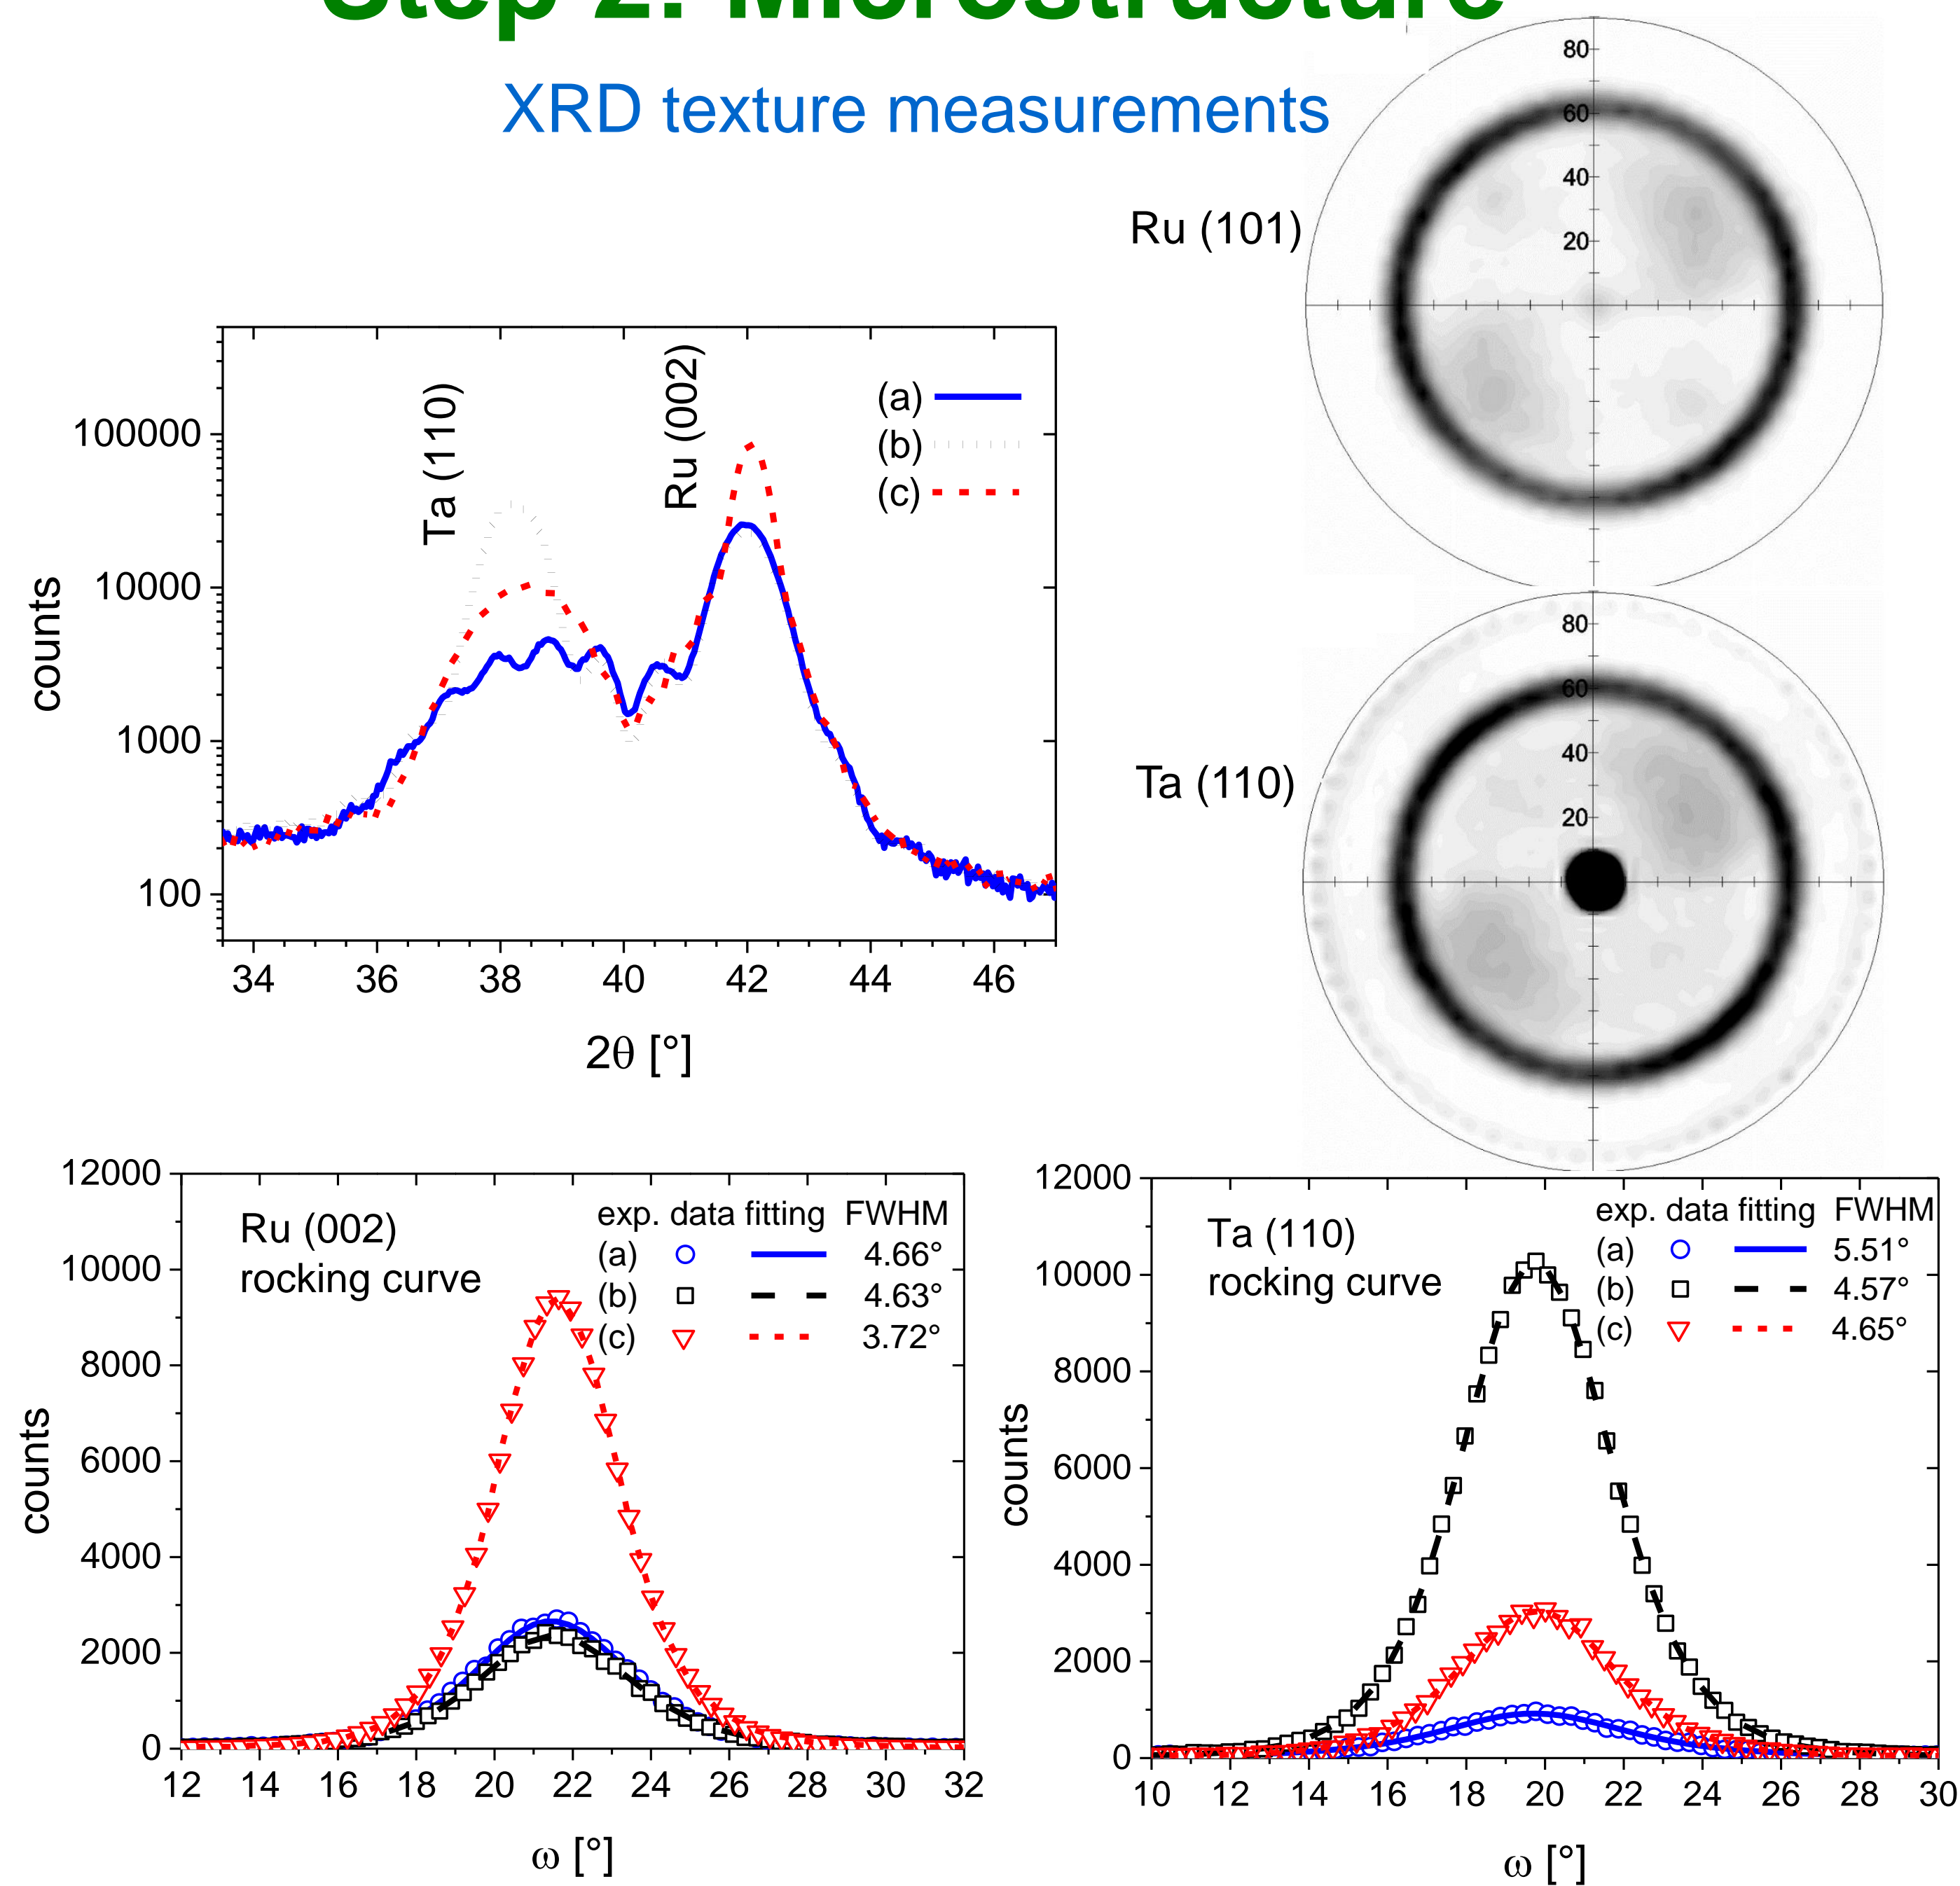 Step 2: Microstructure
XRD texture measurements
Ru (101)
80
60
40
20
Ta (110)
80
60
40
20
Ta (110)
Ru (002)
(a)
(b)
(c)
100000
10000
1000
100
counts
34 36 38 40 42 44 46
2θ [°]
12000
10000
8000
6000
4000
2000
0
counts
Ru (002)
rocking curve
exp. data fitting FWHM
(a) 4.66°
(b) 4.63°
(c) 3.72°
12 14 16 18 20 22 24 26 28 30 32
ω [°]
12000
10000
8000
6000
4000
2000
0
counts
Ta (110)
rocking curve
exp. data fitting FWHM
(a) 5.51°
(b) 4.57°
(c) 4.65°
10 12 14 16 18 20 22 24 26 28 30
ω [°]